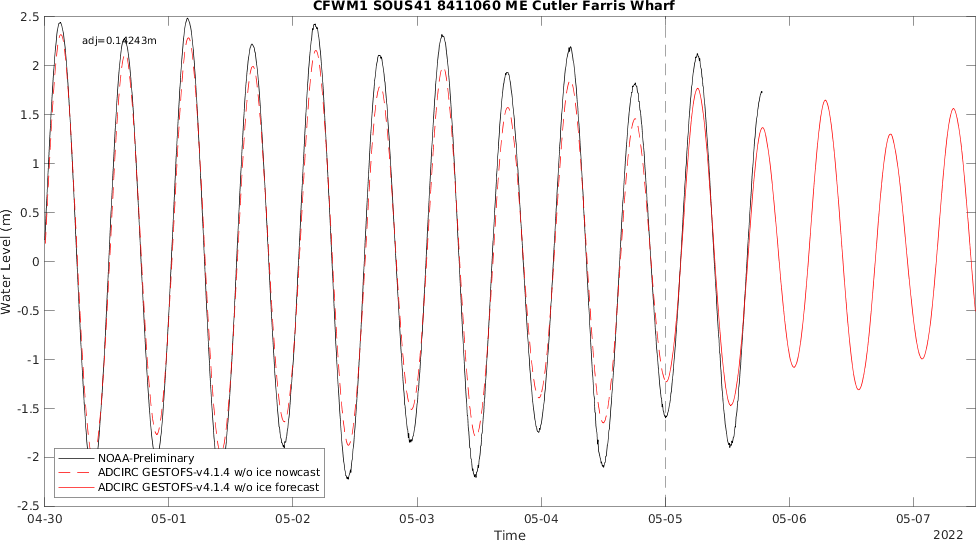 CFWM1 SOUS41 8411060 ME Cutler Farris Wharf
adj=0.14243m
2.5
2
1.5
1
0.5
0
-0.5
-1
-1.5
-2
-2.5
Water Level (m)
NOAA-Preliminary
ADCIRC GESTOFS-v4.1.4 w/o ice nowcast
ADCIRC GESTOFS-v4.1.4 w/o ice forecast
04-30 05-01 05-02 05-03 05-04 05-05 05-06 05-07
Time
2022